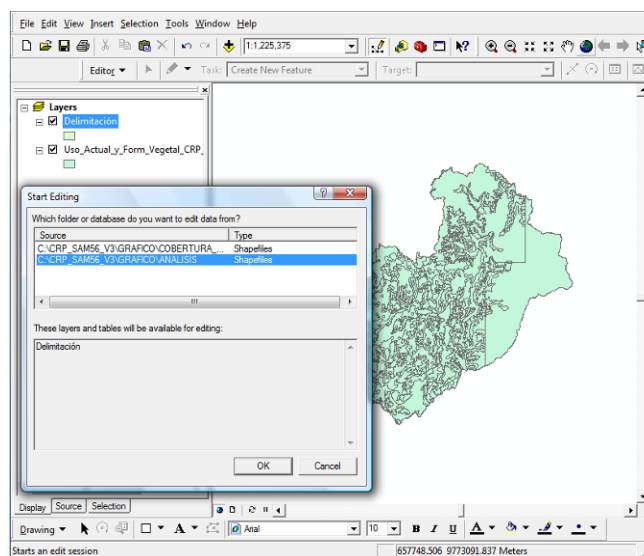 File Edit View Insert Selection Tools Window Help
1:1,225,375
Editor Task: Create New Feature Target:
Layers
Delimitación
Uso_Actual_y_Form_Vegetal_CRP_
Start Editing
Which folder or database do you want to edit data from?
Source Type
C:\CRP_SAM56_V3\GRAFICO\COBERTURA_... Shapefiles
C:\CRP_SAM56_V3\GRAFICO\ANALISIS Shapefiles
These layers and tables will be available for editing:
Delimitación
OK Cancel
Display Source Selection
Drawing A Arial 10 B I U A
Starts an edit session 657748.506 9773091.837 Meters